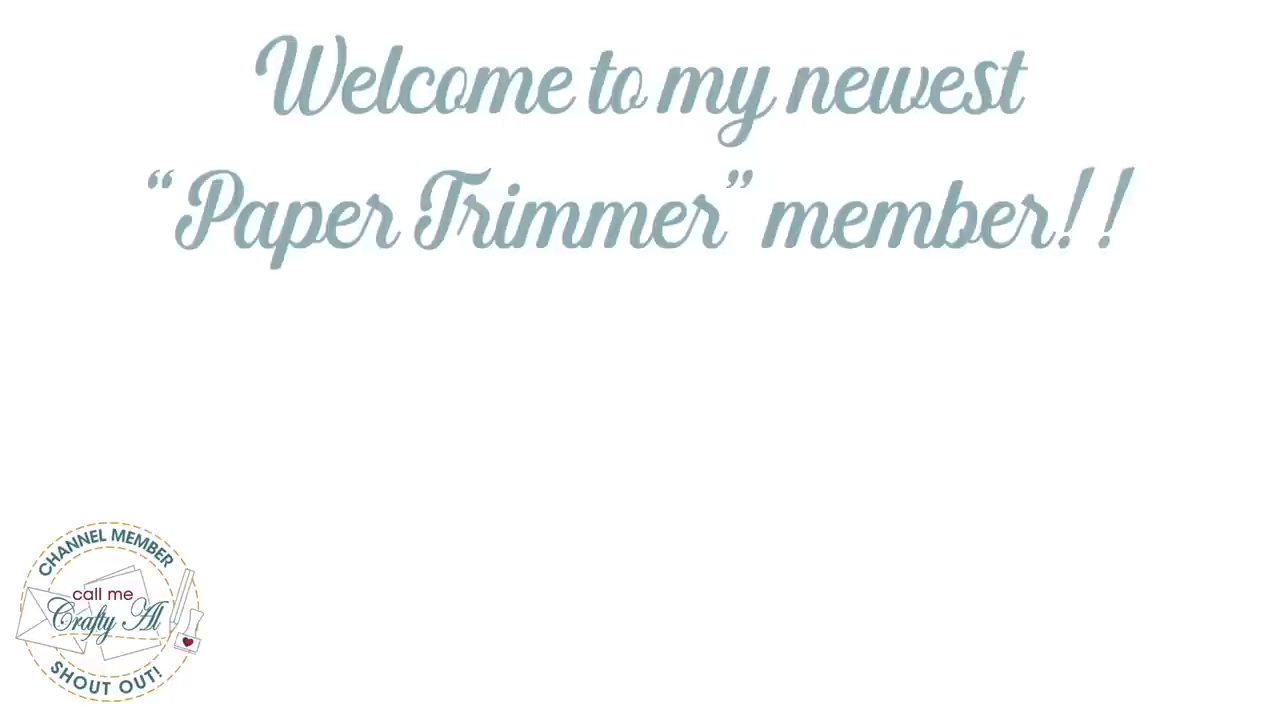 Welcome to my newest
“Paper Trimmer” member!!
CHANNEL MEMBER
call me
Crafty Al
SHOUT OUT!